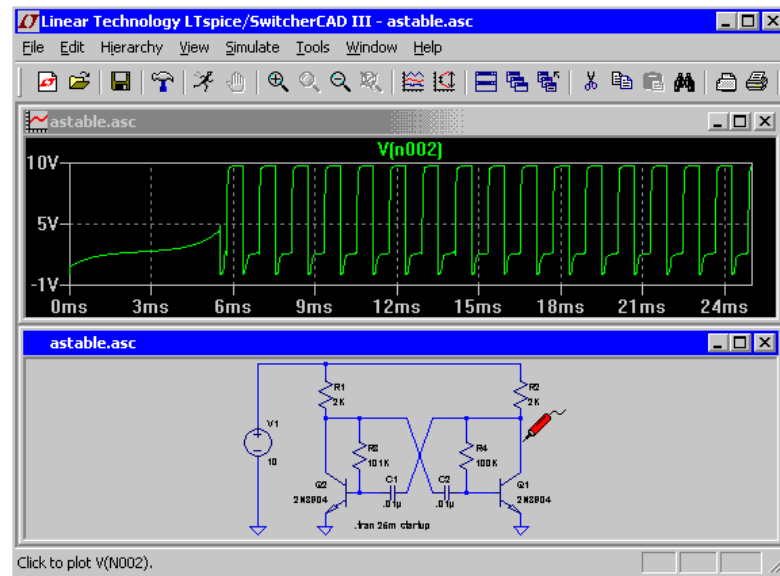 Linear Technology LTspice/SwitcherCAD III - astable.asc
File Edit Hierarchy View Simulate Tools Window Help
astable.asc
V(n002)
10V
5V
-1V
0ms 3ms 6ms 9ms 12ms 15ms 18ms 21ms 24ms
astable.asc
R1
2K
R2
2K
V1
10
R3
101K
R4
100K
C1
.01µ
C2
.01µ
Q2
2N3904
Q1
2N3904
.tran 26m startup
Click to plot V(N002).